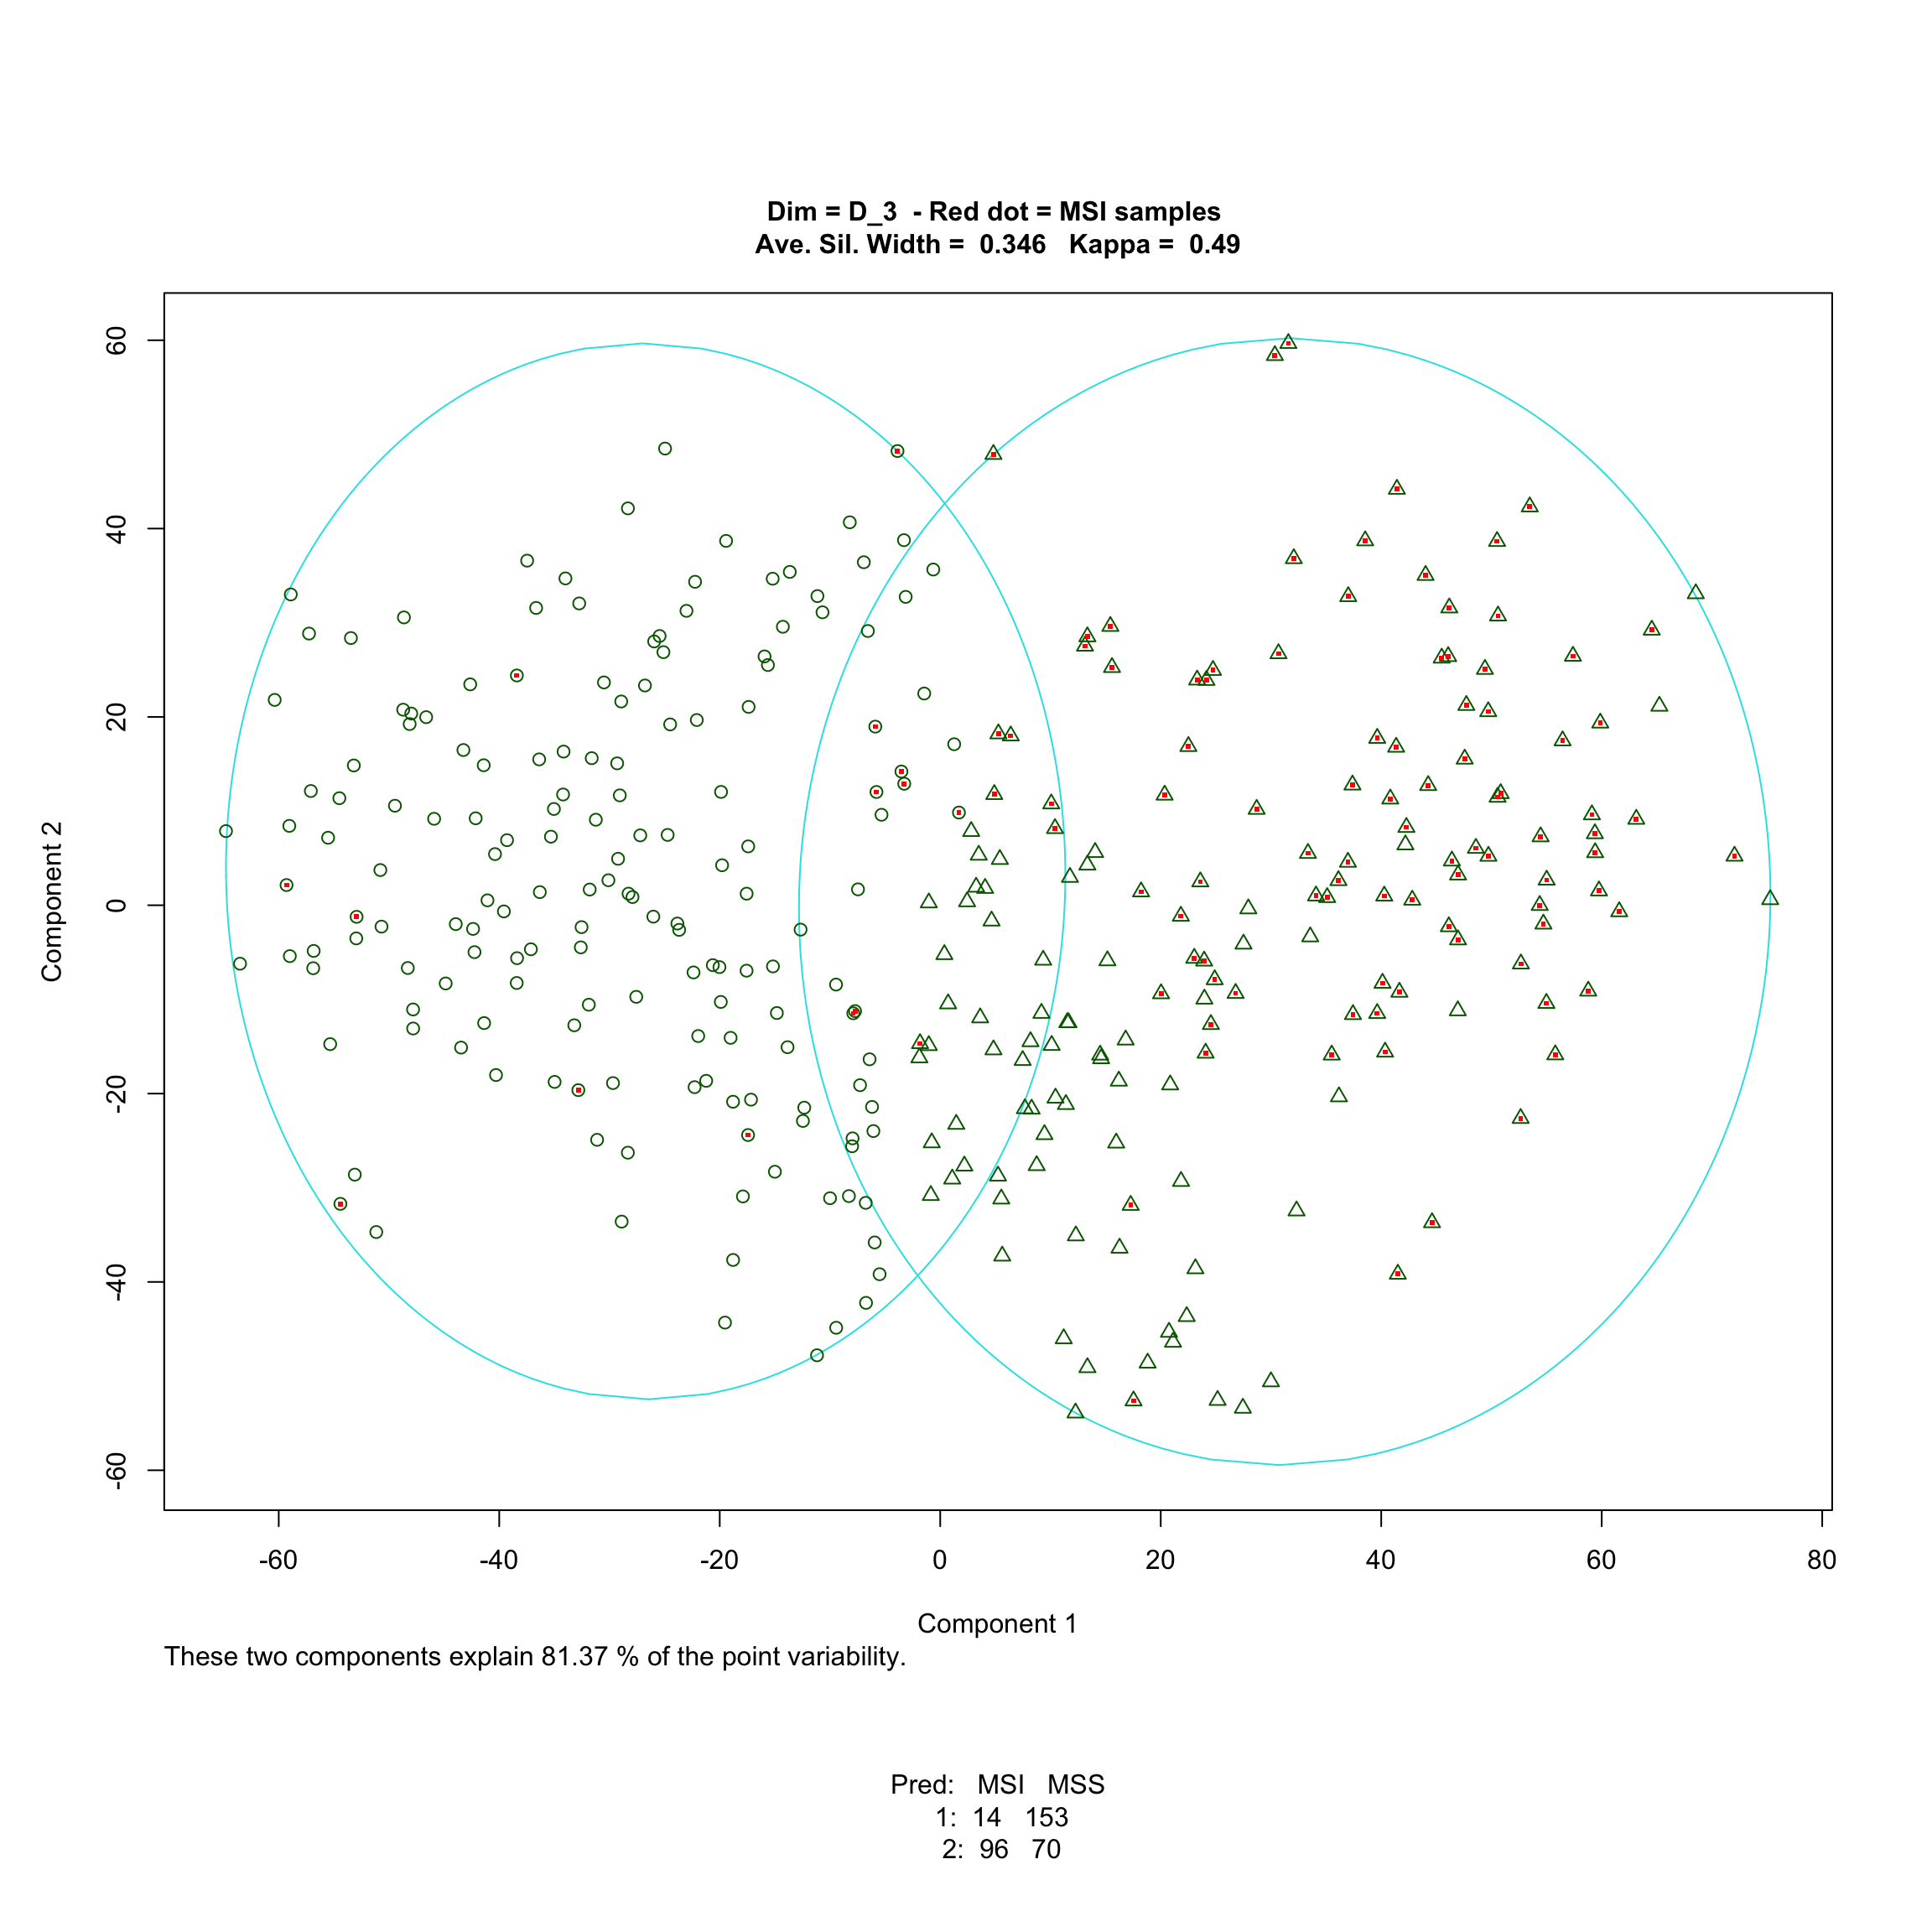 Dim = D_3 - Red dot = MSI samples
Ave. Sil. Width = 0.346 Kappa = 0.49
Component 2
60
40
20
0
-20
-40
-60
-60 -40 -20 0 20 40 60 80
Component 1
These two components explain 81.37 % of the point variability.
Pred: MSI MSS
1: 14 153
2: 96 70